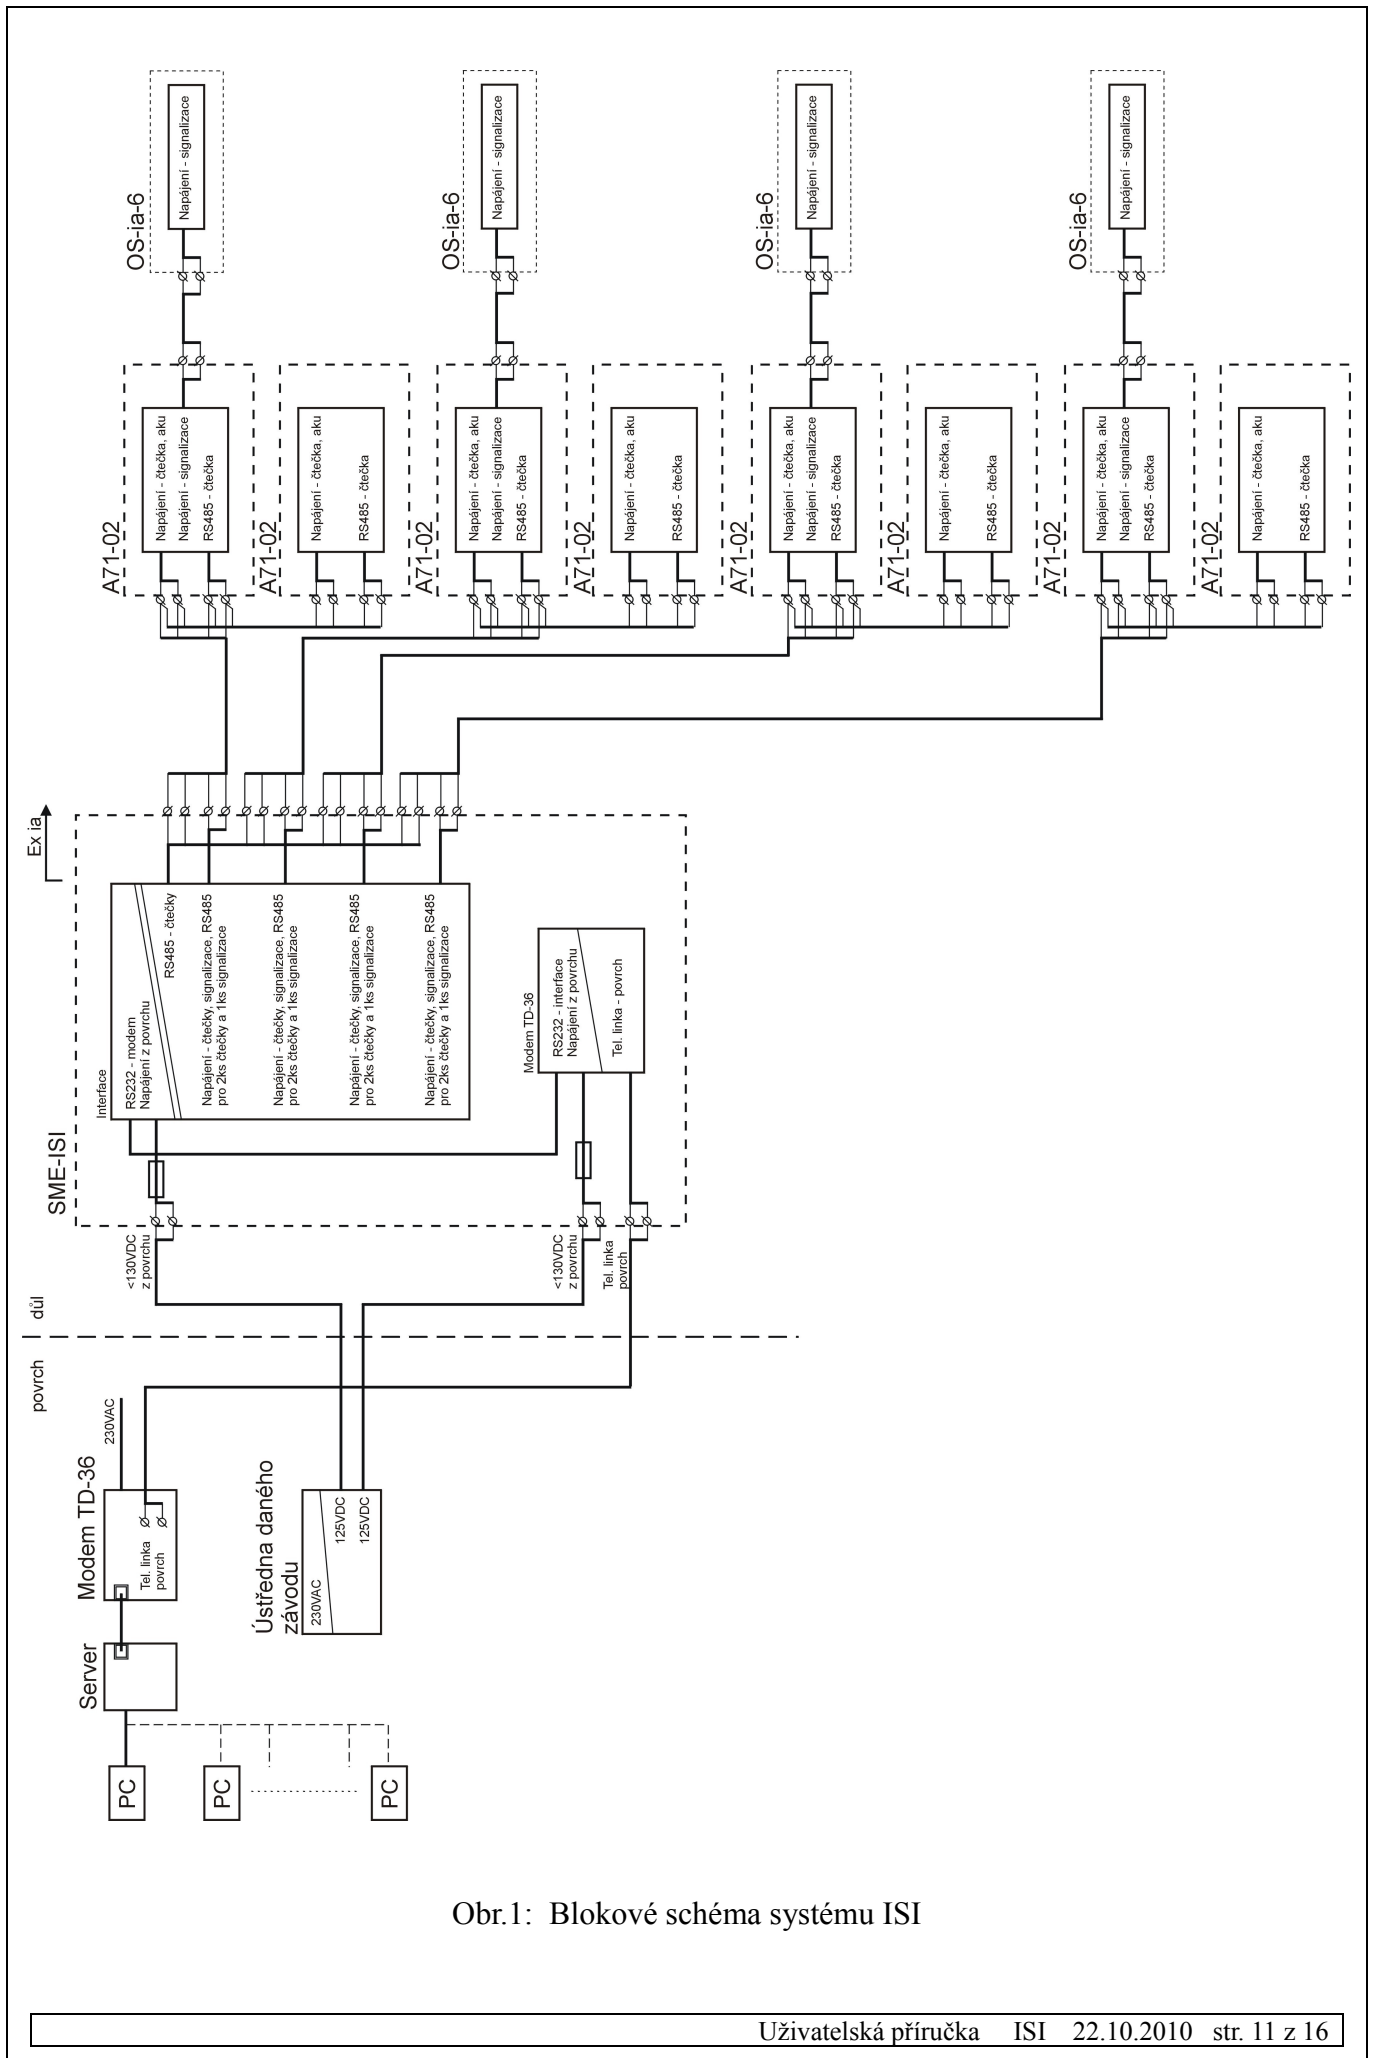 OS-ia-6
Napájení - signalizace
OS-ia-6
Napájení - signalizace
OS-ia-6
Napájení - signalizace
OS-ia-6
Napájení - signalizace
A71-02
Napájení - čtečka, aku
Napájení - signalizace
RS485 - čtečka
A71-02
Napájení - čtečka, aku
RS485 - čtečka
A71-02
Napájení - čtečka, aku
Napájení - signalizace
RS485 - čtečka
A71-02
Napájení - čtečka, aku
RS485 - čtečka
A71-02
Napájení - čtečka, aku
Napájení - signalizace
RS485 - čtečka
A71-02
Napájení - čtečka, aku
RS485 - čtečka
A71-02
Napájení - čtečka, aku
Napájení - signalizace
RS485 - čtečka
A71-02
Napájení - čtečka, aku
RS485 - čtečka
Ex ia
SME-ISI
Interface
RS232 - modem
Napájení z povrchu
RS485 - čtečky
Napájení - čtečky, signalizace, RS485
pro 2ks čtečky a 1ks signalizace
Napájení - čtečky, signalizace, RS485
pro 2ks čtečky a 1ks signalizace
Napájení - čtečky, signalizace, RS485
pro 2ks čtečky a 1ks signalizace
Napájení - čtečky, signalizace, RS485
pro 2ks čtečky a 1ks signalizace
Modem TD-36
RS232 - interface
Napájení z povrchu
Tel. linka - povrch
<130VDC
z povrchu
<130VDC
z povrchu
Tel. linka
povrch
důl
povrch
230VAC
Modem TD-36
Tel. linka
povrch
Ústředna daného
závodu
230VAC
125VDC
125VDC
Server
PC
PC
PC
Obr.1: Blokové schéma systému ISI
Uživatelská příručka ISI 22.10.2010 str. 11 z 16